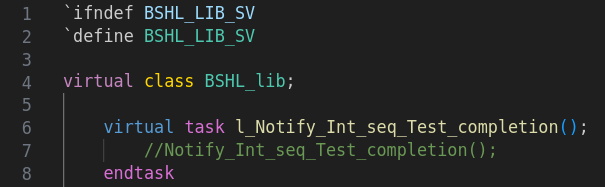 1 `ifndef BSHL_LIB_SV
2 `define BSHL_LIB_SV
3
4 virtual class BSHL_lib;
5
6 virtual task l_Notify_Int_seq_Test_completion();
7 //Notify_Int_seq_Test_completion();
8 endtask